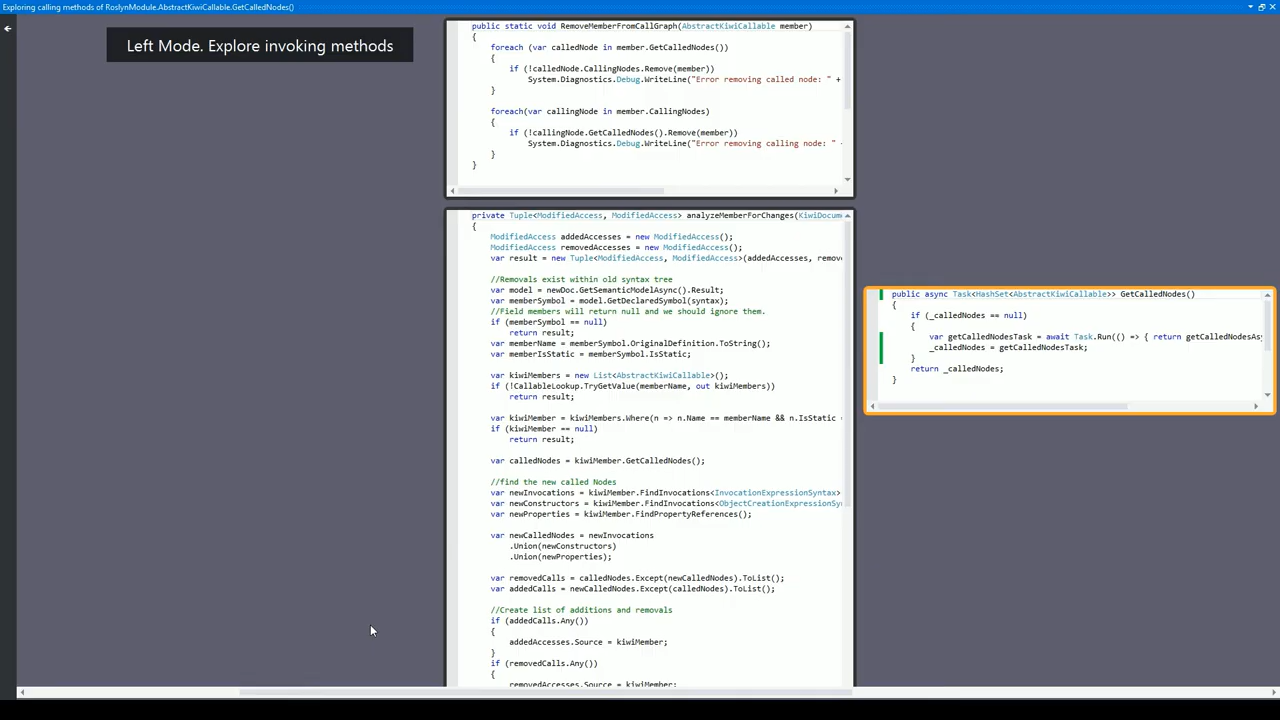 Exploring calling methods of RoslynModule.AbstractKiwiCallable.GetCalledNodes()
Left Mode. Explore invoking methods
public static void RemoveMemberFromCallGraph(AbstractKiwiCallable member)
{
foreach (var calledNode in member.GetCalledNodes())
{
if (!calledNode.CallingNodes.Remove(member))
System.Diagnostics.Debug.WriteLine("Error removing called node: " +
}
foreach(var callingNode in member.CallingNodes)
{
if (!callingNode.GetCalledNodes().Remove(member))
System.Diagnostics.Debug.WriteLine("Error removing calling node: "
}
}
private Tuple<ModifiedAccess, ModifiedAccess> analyzeMemberForChanges(KiwiDocum
{
ModifiedAccess addedAccesses = new ModifiedAccess();
ModifiedAccess removedAccesses = new ModifiedAccess();
var result = new Tuple<ModifiedAccess, ModifiedAccess>(addedAccesses, remove
//Removals exist within old syntax tree
var model = newDoc.GetSemanticModelAsync().Result;
var memberSymbol = model.GetDeclaredSymbol(syntax);
//Field members will return null and we should ignore them.
if (memberSymbol == null)
return result;
var memberName = memberSymbol.OriginalDefinition.ToString();
var memberIsStatic = memberSymbol.IsStatic;
var kiwiMembers = new List<AbstractKiwiCallable>();
if (!CallableLookup.TryGetValue(memberName, out kiwiMembers))
return result;
var kiwiMember = kiwiMembers.Where(n => n.Name == memberName && n.IsStatic
if (kiwiMember == null)
return result;
var calledNodes = kiwiMember.GetCalledNodes();
//find the new called Nodes
var newInvocations = kiwiMember.FindInvocations<InvocationExpressionSyntax>
var newConstructors = kiwiMember.FindInvocations<ObjectCreationExpressionSy
var newProperties = kiwiMember.FindPropertyReferences();
var newCalledNodes = newInvocations
.Union(newConstructors)
.Union(newProperties);
var removedCalls = calledNodes.Except(newCalledNodes).ToList();
var addedCalls = newCalledNodes.Except(calledNodes).ToList();
//Create list of additions and removals
if (addedCalls.Any())
{
addedAccesses.Source = kiwiMember;
}
if (removedCalls.Any())
{
removedAccesses.Source = kiwiMember;
public async Task<HashSet<AbstractKiwiCallable>> GetCalledNodes()
{
if (_calledNodes == null)
{
var getCalledNodesTask = await Task.Run(() => { return getCalledNodesAsy
_calledNodes = getCalledNodesTask;
}
return _calledNodes;
}